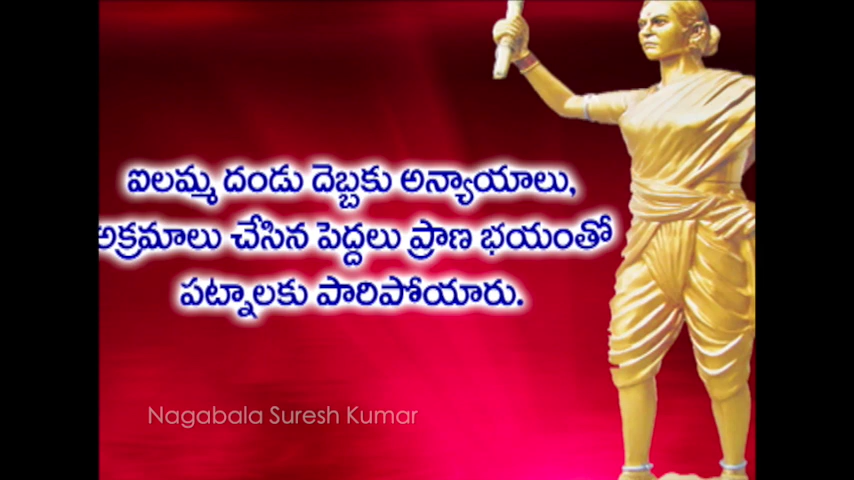 ఐలమ్మ దండు దెబ్బకు అన్యాయాలు,
అక్రమాలు చేసిన పెద్దలు ప్రాణ భయంతో
పట్నాలకు పారిపోయారు.
Nagabala Suresh Kumar